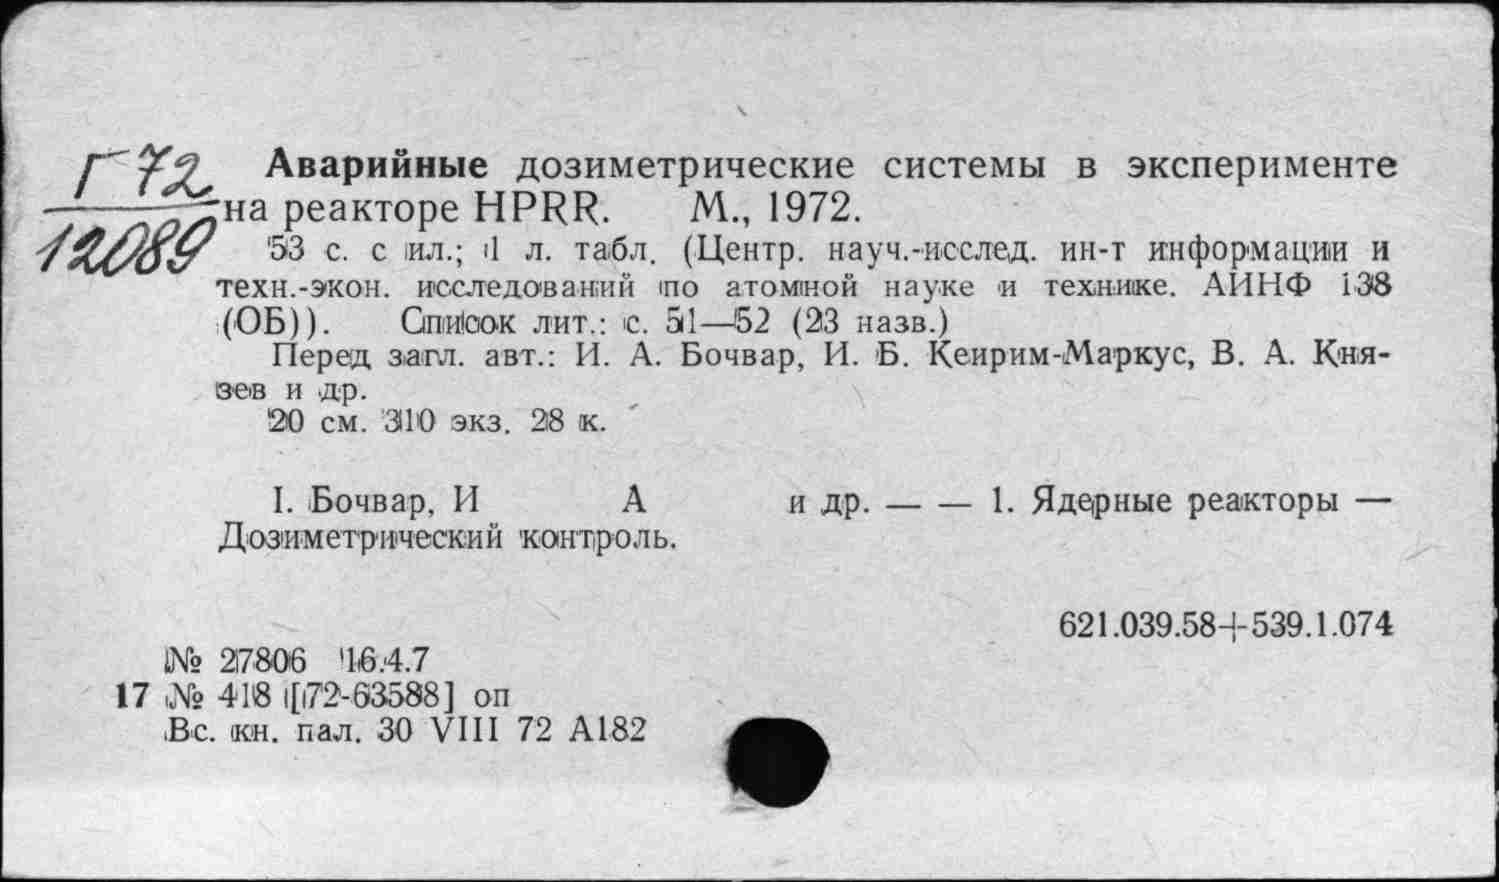 Г 72
12089
Аварийные дозиметрические системы в эксперименте
на реакторе HPRR. М., 1972.
53 с. с ил.; 1 л. табл. (Центр. науч.-исслед. ин-т информации и
техн.-экон. исследований по атомной науке и технике. АИНФ 138
(ОБ)). Список лит.: с. 51—52 (23 назв.)
Перед загл. авт.: И. А. Бочвар, И. Б. Кеирим-Маркус, В. А. Кня-
зев и др.
20 см. 310 экз. 28 к.
I. Бочвар, И А и др. — — 1. Ядерные реакторы —
Дозиметрический контроль.
621.039.58+539.1.074
№ 27806 16.4.7
17 № 418 [72-63588] оп
Вс. кн. пал. 30 VIII 72 А182